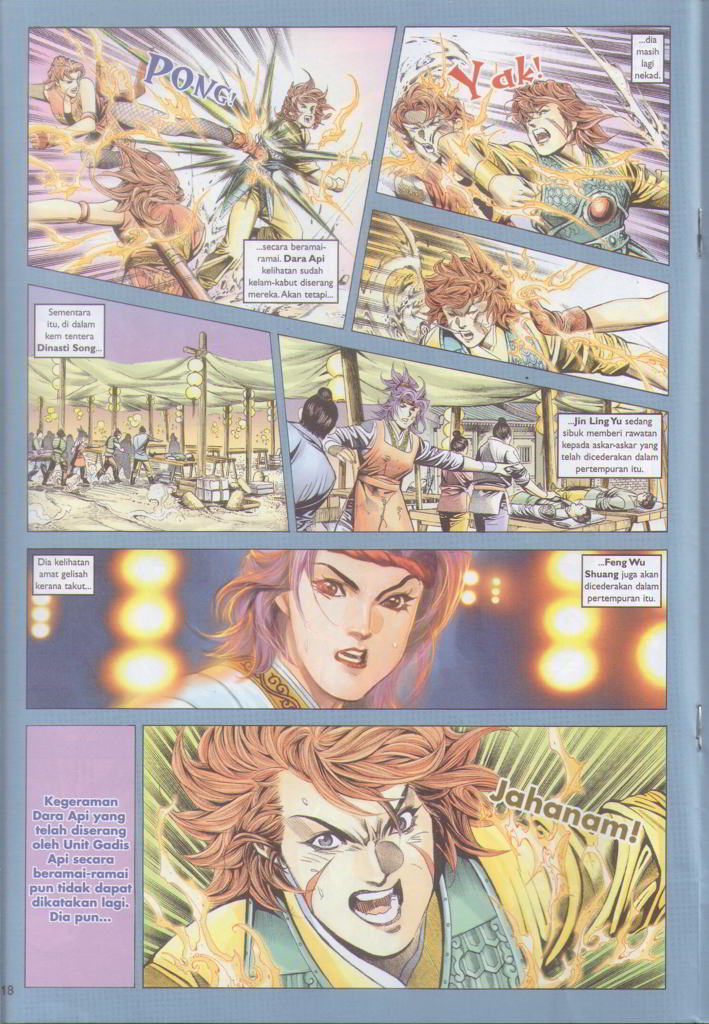 PONG!
...secara beramai-
ramai. Dara Api
kelihatan sudah
kelam-kabut diserang
mereka. Akan tetapi...
Yak!
...dia
masih
lagi
nekad.
Sementara
itu, di dalam
kem tentera
Dinasti Song...
...Jin Ling Yu sedang
sibuk memberi rawatan
kepada askar-askar yang
telah dicederakan dalam
pertempuran itu.
Dia kelihatan
amat gelisah
kerana takut...
...Feng Wu
Shuang juga akan
dicederakan dalam
pertempuran itu.
Kegeraman
Dara Api yang
telah diserang
oleh Unit Gadis
Api secara
beramai-ramai
pun tidak dapat
dikatakan lagi.
Dia pun...
Jahanam!
18